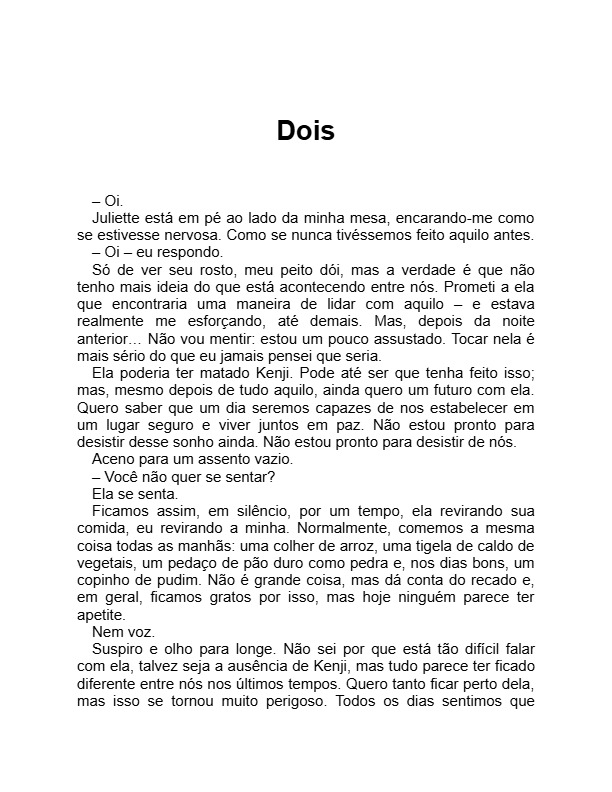 Dois
– Oi.
Juliette está em pé ao lado da minha mesa, encarando-me como
se estivesse nervosa. Como se nunca tivéssemos feito aquilo antes.
– Oi – eu respondo.
Só de ver seu rosto, meu peito dói, mas a verdade é que não
tenho mais ideia do que está acontecendo entre nós. Prometi a ela
que encontraria uma maneira de lidar com aquilo – e estava
realmente me esforçando, até demais. Mas, depois da noite
anterior… Não vou mentir: estou um pouco assustado. Tocar nela é
mais sério do que eu jamais pensei que seria.
Ela poderia ter matado Kenji. Pode até ser que tenha feito isso;
mas, mesmo depois de tudo aquilo, ainda quero um futuro com ela.
Quero saber que um dia seremos capazes de nos estabelecer em
um lugar seguro e viver juntos em paz. Não estou pronto para
desistir desse sonho ainda. Não estou pronto para desistir de nós.
Aceno para um assento vazio.
– Você não quer se sentar?
Ela se senta.
Ficamos assim, em silêncio, por um tempo, ela revirando sua
comida, eu revirando a minha. Normalmente, comemos a mesma
coisa todas as manhãs: uma colher de arroz, uma tigela de caldo de
vegetais, um pedaço de pão duro como pedra e, nos dias bons, um
copinho de pudim. Não é grande coisa, mas dá conta do recado e,
em geral, ficamos gratos por isso, mas hoje ninguém parece ter
apetite.
Nem voz.
Suspiro e olho para longe. Não sei por que está tão difícil falar
com ela, talvez seja a ausência de Kenji, mas tudo parece ter ficado
diferente entre nós nos últimos tempos. Quero tanto ficar perto dela,
mas isso se tornou muito perigoso. Todos os dias sentimos que